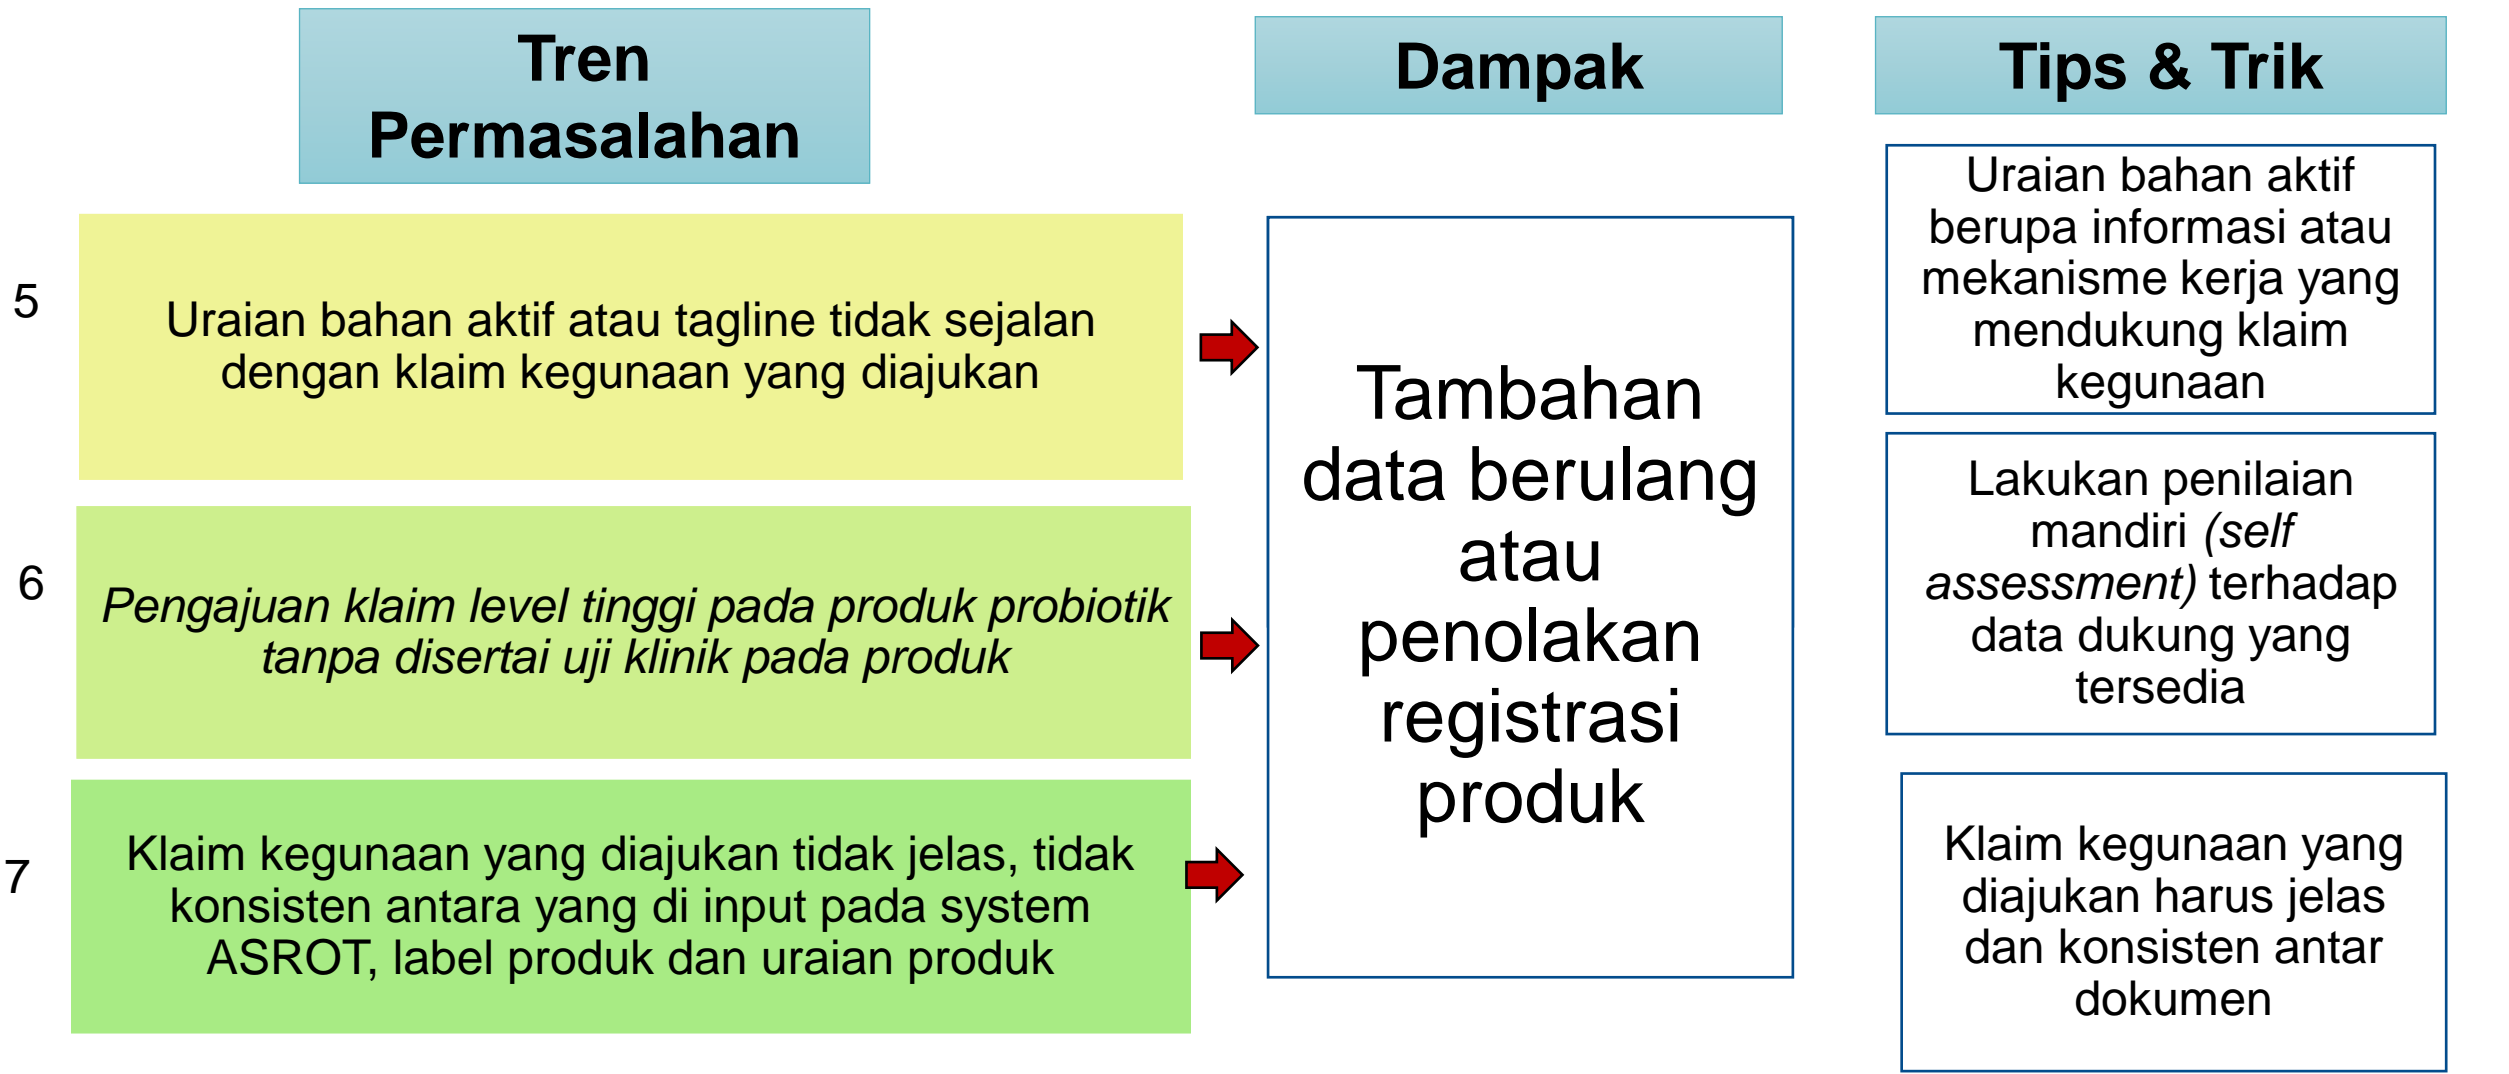 Tren
Permasalahan
Dampak
Tips & Trik
5
Uraian bahan aktif atau tagline tidak sejalan
dengan klaim kegunaan yang diajukan
6
Pengajuan klaim level tinggi pada produk probiotik
tanpa disertai uji klinik pada produk
7
Klaim kegunaan yang diajukan tidak jelas, tidak
konsisten antara yang di input pada system
ASROT, label produk dan uraian produk
Tambahan
data berulang
atau
penolakan
registrasi
produk
Uraian bahan aktif
berupa informasi atau
mekanisme kerja yang
mendukung klaim
kegunaan
Lakukan penilaian
mandiri (self
assessment) terhadap
data dukung yang
tersedia
Klaim kegunaan yang
diajukan harus jelas
dan konsisten antar
dokumen